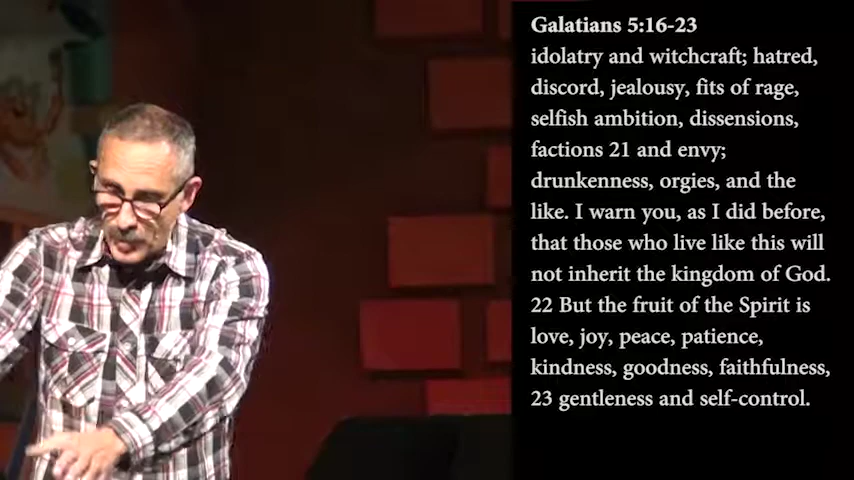 Galatians 5:16-23
idolatry and witchcraft; hatred,
discord, jealousy, fits of rage,
selfish ambition, dissensions,
factions 21 and envy;
drunkenness, orgies, and the
like. I warn you, as I did before,
that those who live like this will
not inherit the kingdom of God.
22 But the fruit of the Spirit is
love, joy, peace, patience,
kindness, goodness, faithfulness,
23 gentleness and self-control.